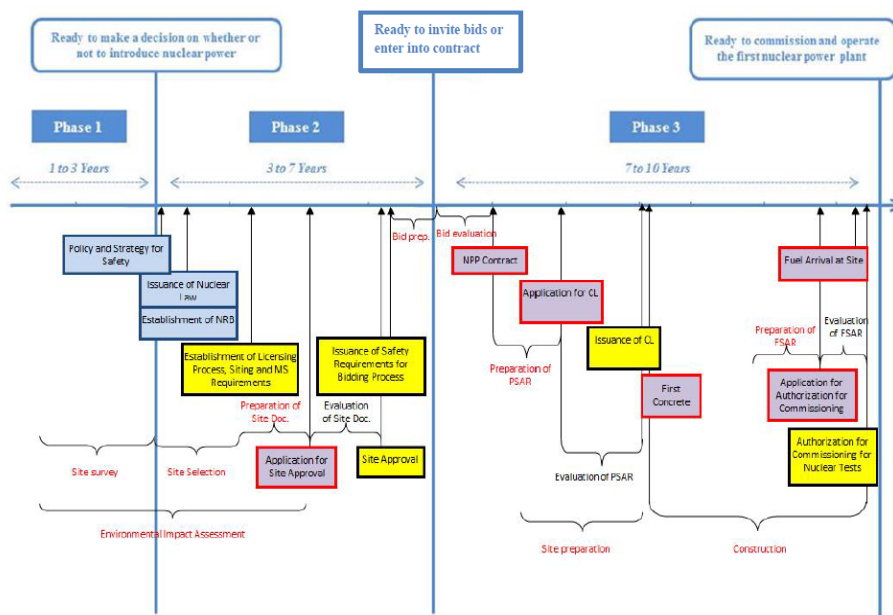 Ready to make a decision on whether or
not to introduce nuclear power
Ready to invite bids or
enter into contract
Ready to commission and operate
the first nuclear power plant
Phase 1
Phase 2
Phase 3
1 to 3 Years
3 to 7 Years
7 to 10 Years
Bid prep.
Bid evaluation
Policy and Strategy for
Safety
NPP Contract
Fuel Arrival at Site
Issuance of Nuclear
Law
Establishment of NRB
Application for CL
Issuance of CL
Preparation of
FSAR
Evaluation
of FSAR
Establishment of Licensing
Process, Siting and MS
Requirements
Issuance of Safety
Requirements for
Bidding Process
Preparation of
PSAR
First
Concrete
Application for
Authorization for
Commissioning
Preparation of
Site Doc.
Evaluation
of Site Doc.
Site survey
Site Selection
Application for
Site Approval
Site Approval
Evaluation of PSAR
Authorization for
Commissioning for
Nuclear Tests
Environmental Impact Assessment
Site preparation
Construction